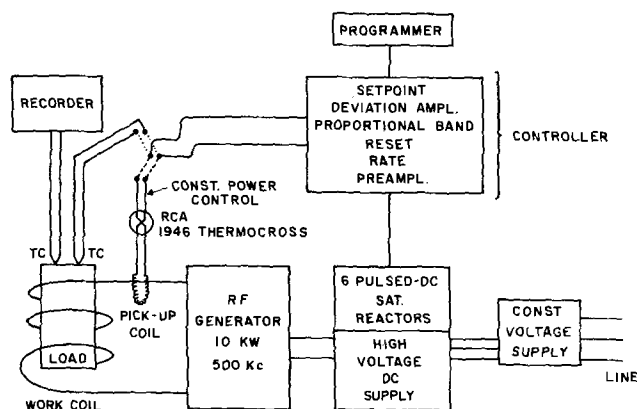 PROGRAMMER
RECORDER
SETPOINT
DEVIATION AMPL.
PROPORTIONAL BAND
RESET
RATE
PREAMPL.
CONTROLLER
CONST. POWER
CONTROL
RCA
1946 THERMOCROSS
TC
TC
PICK-UP
COIL
LOAD
WORK COIL
RF
GENERATOR
10 KW
500 Kc
6 PULSED-DC
SAT.
REACTORS
HIGH
VOLTAGE
DC
SUPPLY
CONST
VOLTAGE
SUPPLY
LINE